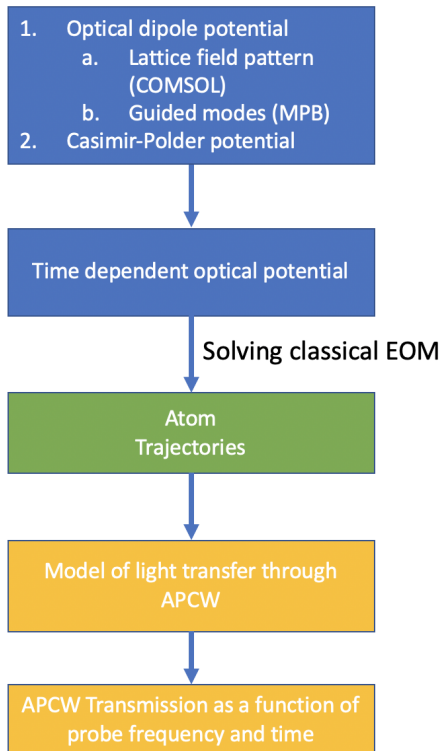 1. Optical dipole potential
a. Lattice field pattern
(COMSOL)
b. Guided modes (MPB)
2. Casimir-Polder potential
Time dependent optical potential
Solving classical EOM
Atom
Trajectories
Model of light transfer through
APCW
APCW Transmission as a function of
probe frequency and time